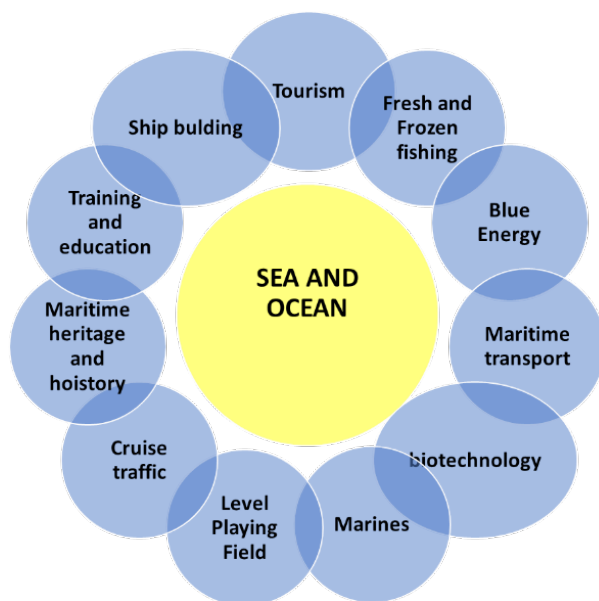 Tourism
Fresh and
Frozen
fishing
Blue
Energy
Maritime
transport
biotechnology
Marines
Level
Playing
Field
Cruise
traffic
Maritime
heritage
and
hoistory
Training
and
education
Ship bulding
SEA AND
OCEAN